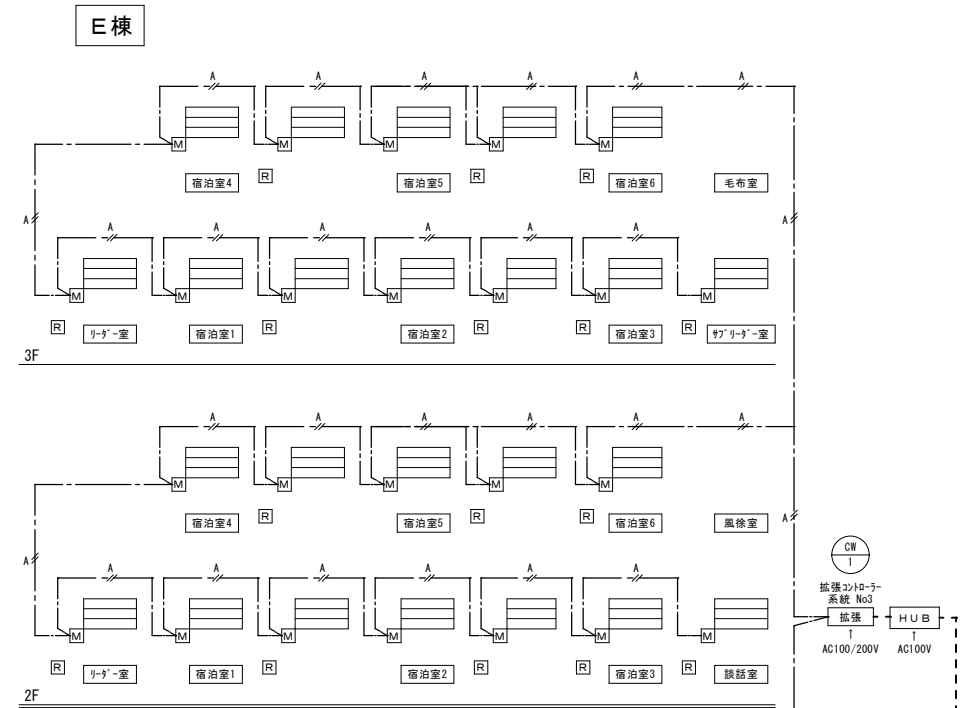 E棟
A A A A A A
M M M M M
宿泊室4 R 宿泊室5 R R 宿泊室6 毛布室
A A
A A A A A A
M M M M M M M
R リーダー室 宿泊室1 R 宿泊室2 R 宿泊室3 R サブリーダー室
3F
A A A A A A
M M M M M
宿泊室4 R 宿泊室5 R R 宿泊室6 風徐室
A
A
A A A A A A
M M M M M M M
R リーダー室 宿泊室1 R 宿泊室2 R 宿泊室3 R 談話室
2F
CW
1
拡張コントローラー
系統 No3
拡張 HUB
↑ ↑
AC100/200V AC100V